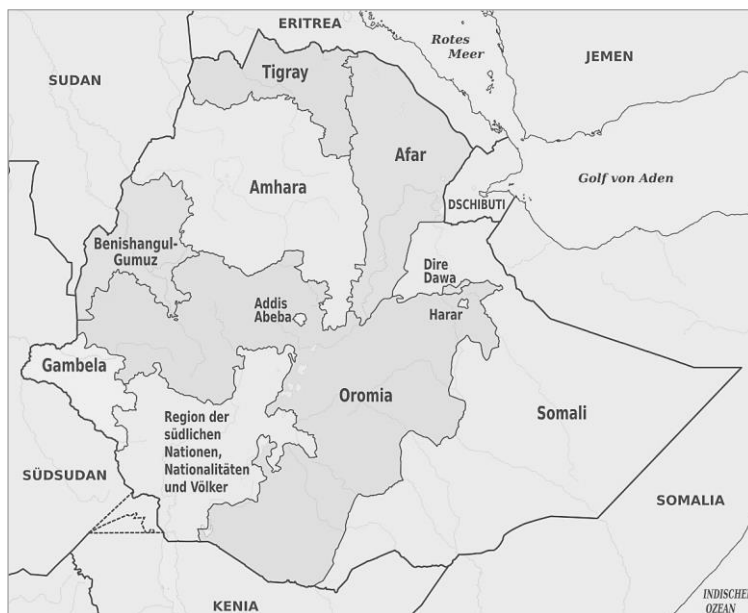 ERITREA
Rotes
Meer
JEMEN
SUDAN
Tigray
Afar
Amhara
Golf von Aden
DSCHIBUTI
Benishangul-
Gumuz
Dire
Dawa
Addis
Abeba
Harar
Gambela
Oromia
Somali
Region der
südlichen
Nationen,
Nationalitäten
und Völker
SÜDSUDAN
SOMALIA
KENIA
INDISCHER
OZEAN